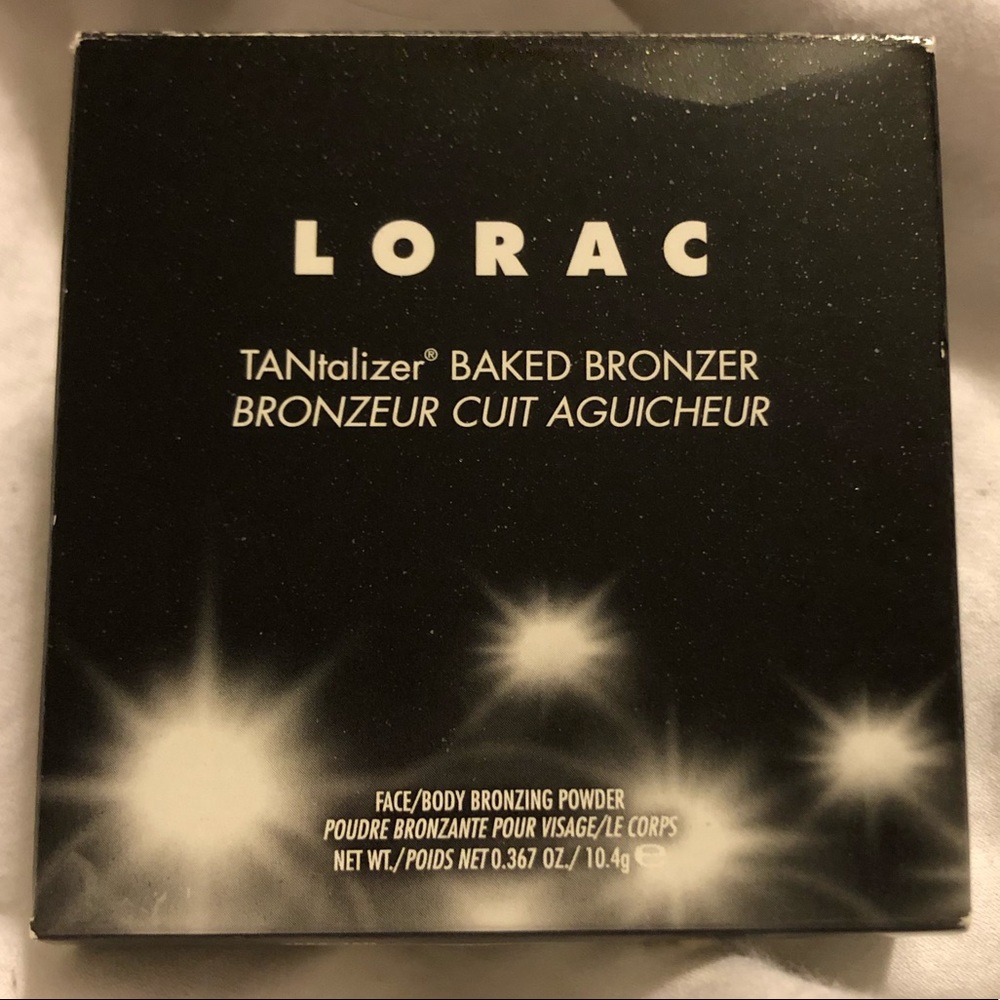 LORAC
TANtalizer® BAKED BRONZER
BRONZEUR CUIT AGUICHEUR
FACE/BODY BRONZING POWDER
POUDRE BRONZANTE POUR VISAGE/LE CORPS
NET WT./POIDS NET 0.367 OZ./ 10.4g ℮